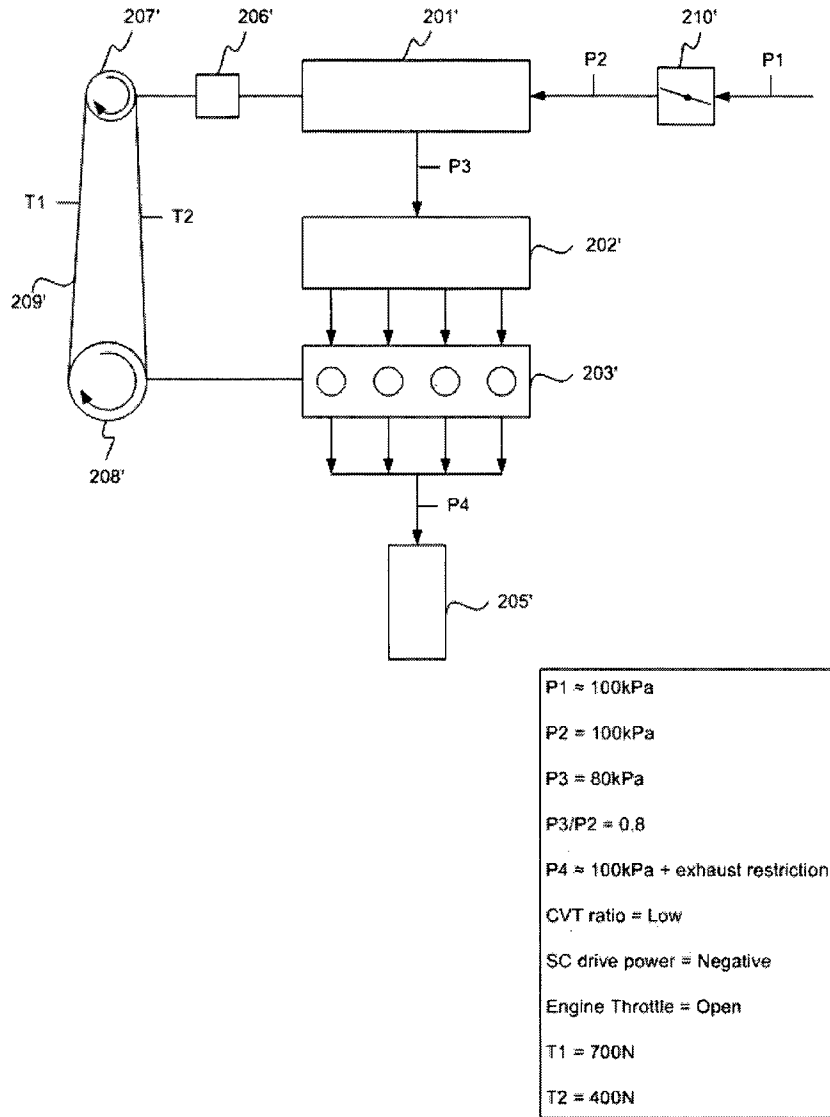 207'
206'
201'
210'
P2
P1
P3
T1
T2
202'
209'
203'
208'
P4
205'
P1 ≈ 100kPa
P2 = 100kPa
P3 = 80kPa
P3/P2 = 0.8
P4 ≈ 100kPa + exhaust restriction
CVT ratio = Low
SC drive power = Negative
Engine Throttle = Open
T1 = 700N
T2 = 400N